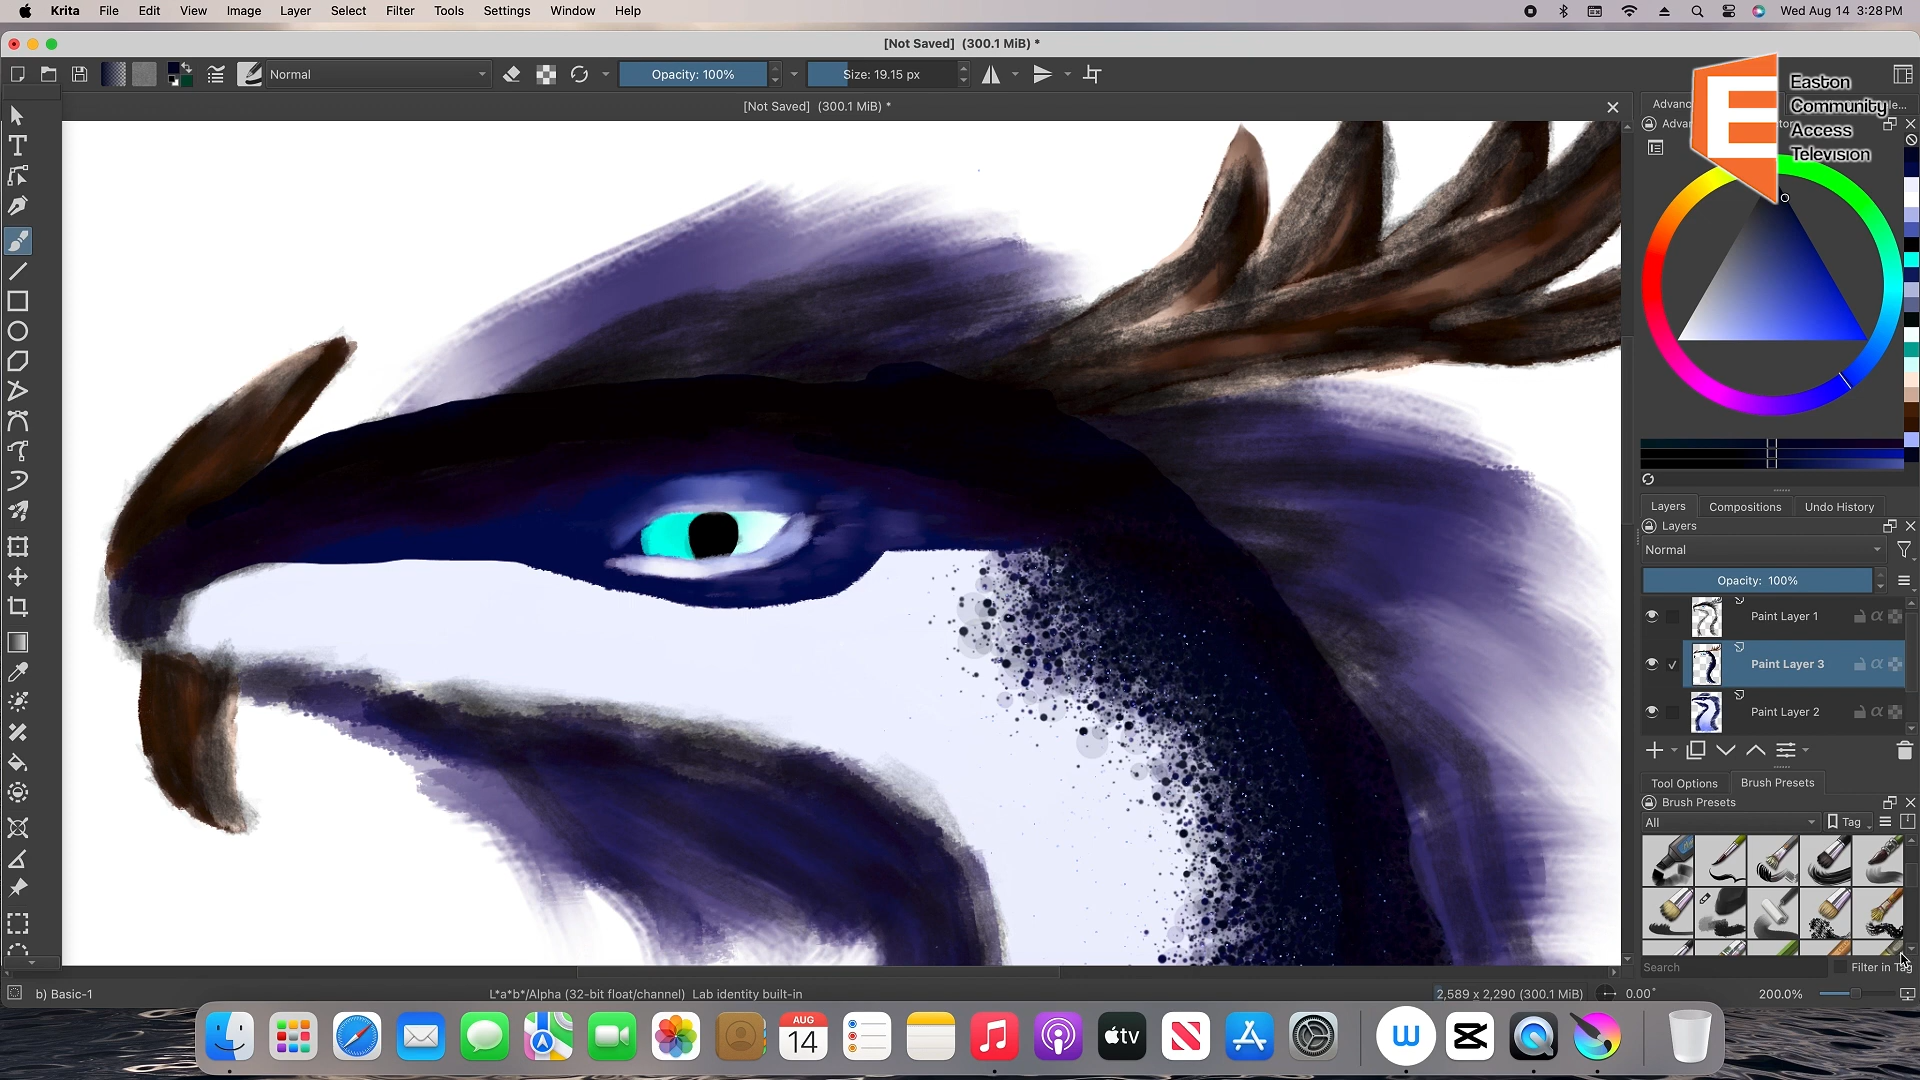 Krita File Edit View Image Layer Select Filter Tools Settings Window Help Wed Aug 14 3:28 PM
[Not Saved] (300.1 MiB) *
Normal Opacity: 100% Size: 19.15 px
[Not Saved] (300.1 MiB) *
Easton
Community
Access
Television
Layers Compositions Undo History
Layers
Normal
Opacity: 100%
Paint Layer 1
Paint Layer 3
Paint Layer 2
Tool Options Brush Presets
Brush Presets
All Tag
Search Filter in Tag
b) Basic-1 L*a*b*/Alpha (32-bit float/channel) Lab identity built-in 2,589 x 2,290 (300.1 MiB) 0.00° 200.0%
AUG
14
tv